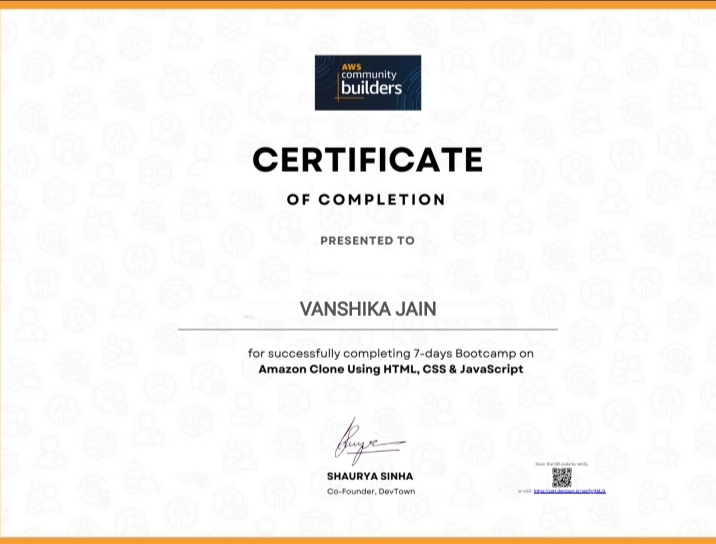 AWS
community
builders
CERTIFICATE
OF COMPLETION
PRESENTED TO
VANSHIKA JAIN
for successfully completing 7-days Bootcamp on
Amazon Clone Using HTML, CSS & JavaScript
SHAURYA SINHA
Co-Founder, DevTown
Scan the QR code to verify
or visit: